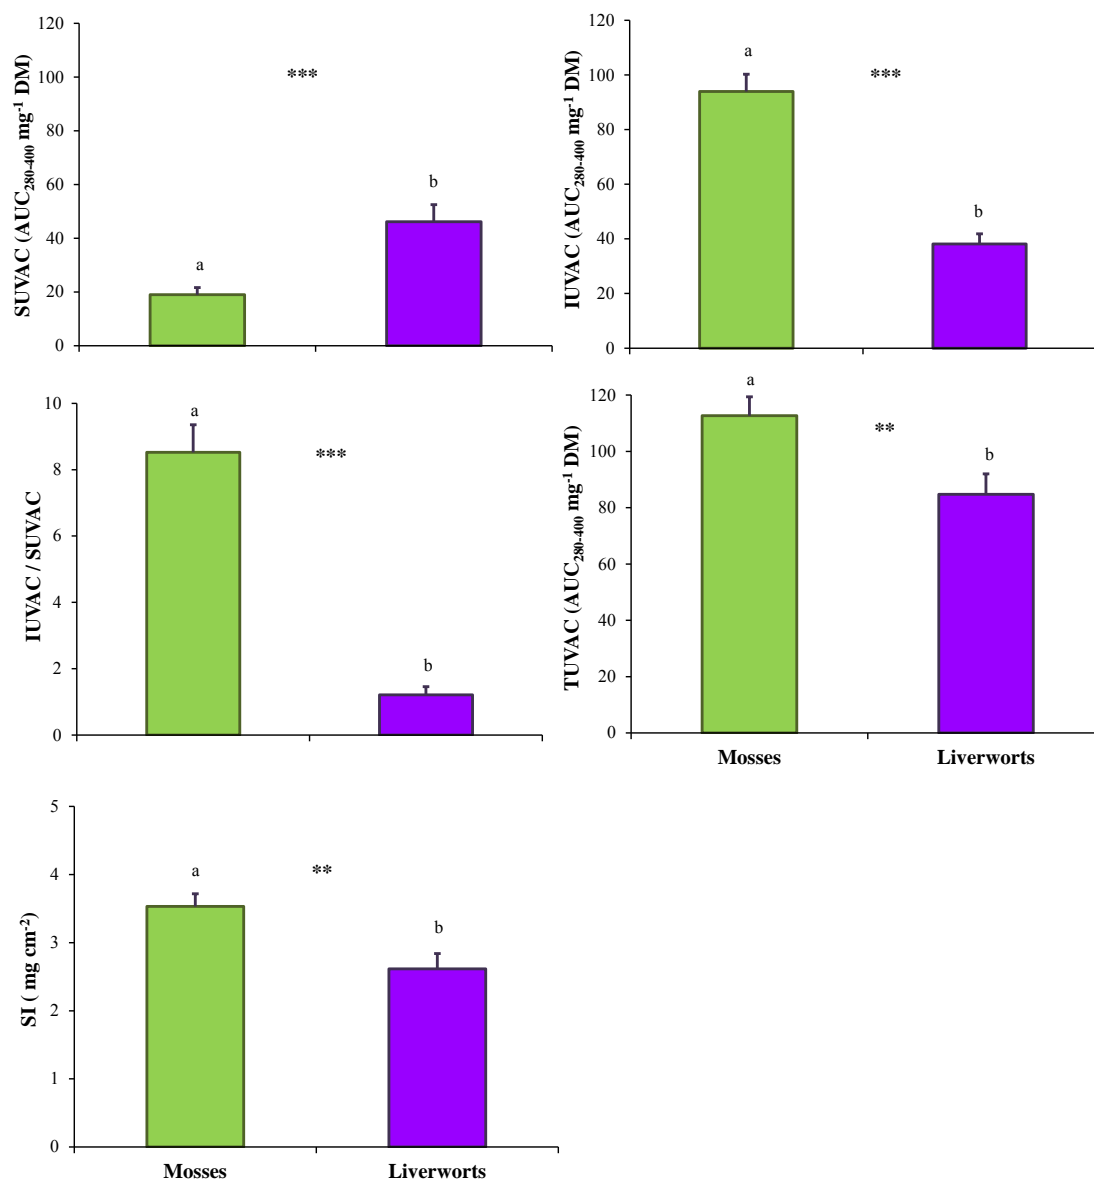 SUVAC (AUC280-400 mg-1 DM)
120
100
80
60
40
20
0
***
a
b
IUVAC (AUC280-400 mg-1 DM)
120
100
80
60
40
20
0
a
***
b
IUVAC / SUVAC
10
8
6
4
2
0
a
***
b
TUVAC (AUC280-400 mg-1 DM)
120
100
80
60
40
20
0
a
**
b
Mosses
Liverworts
SI ( mg cm-2)
5
4
3
2
1
0
a
**
b
Mosses
Liverworts